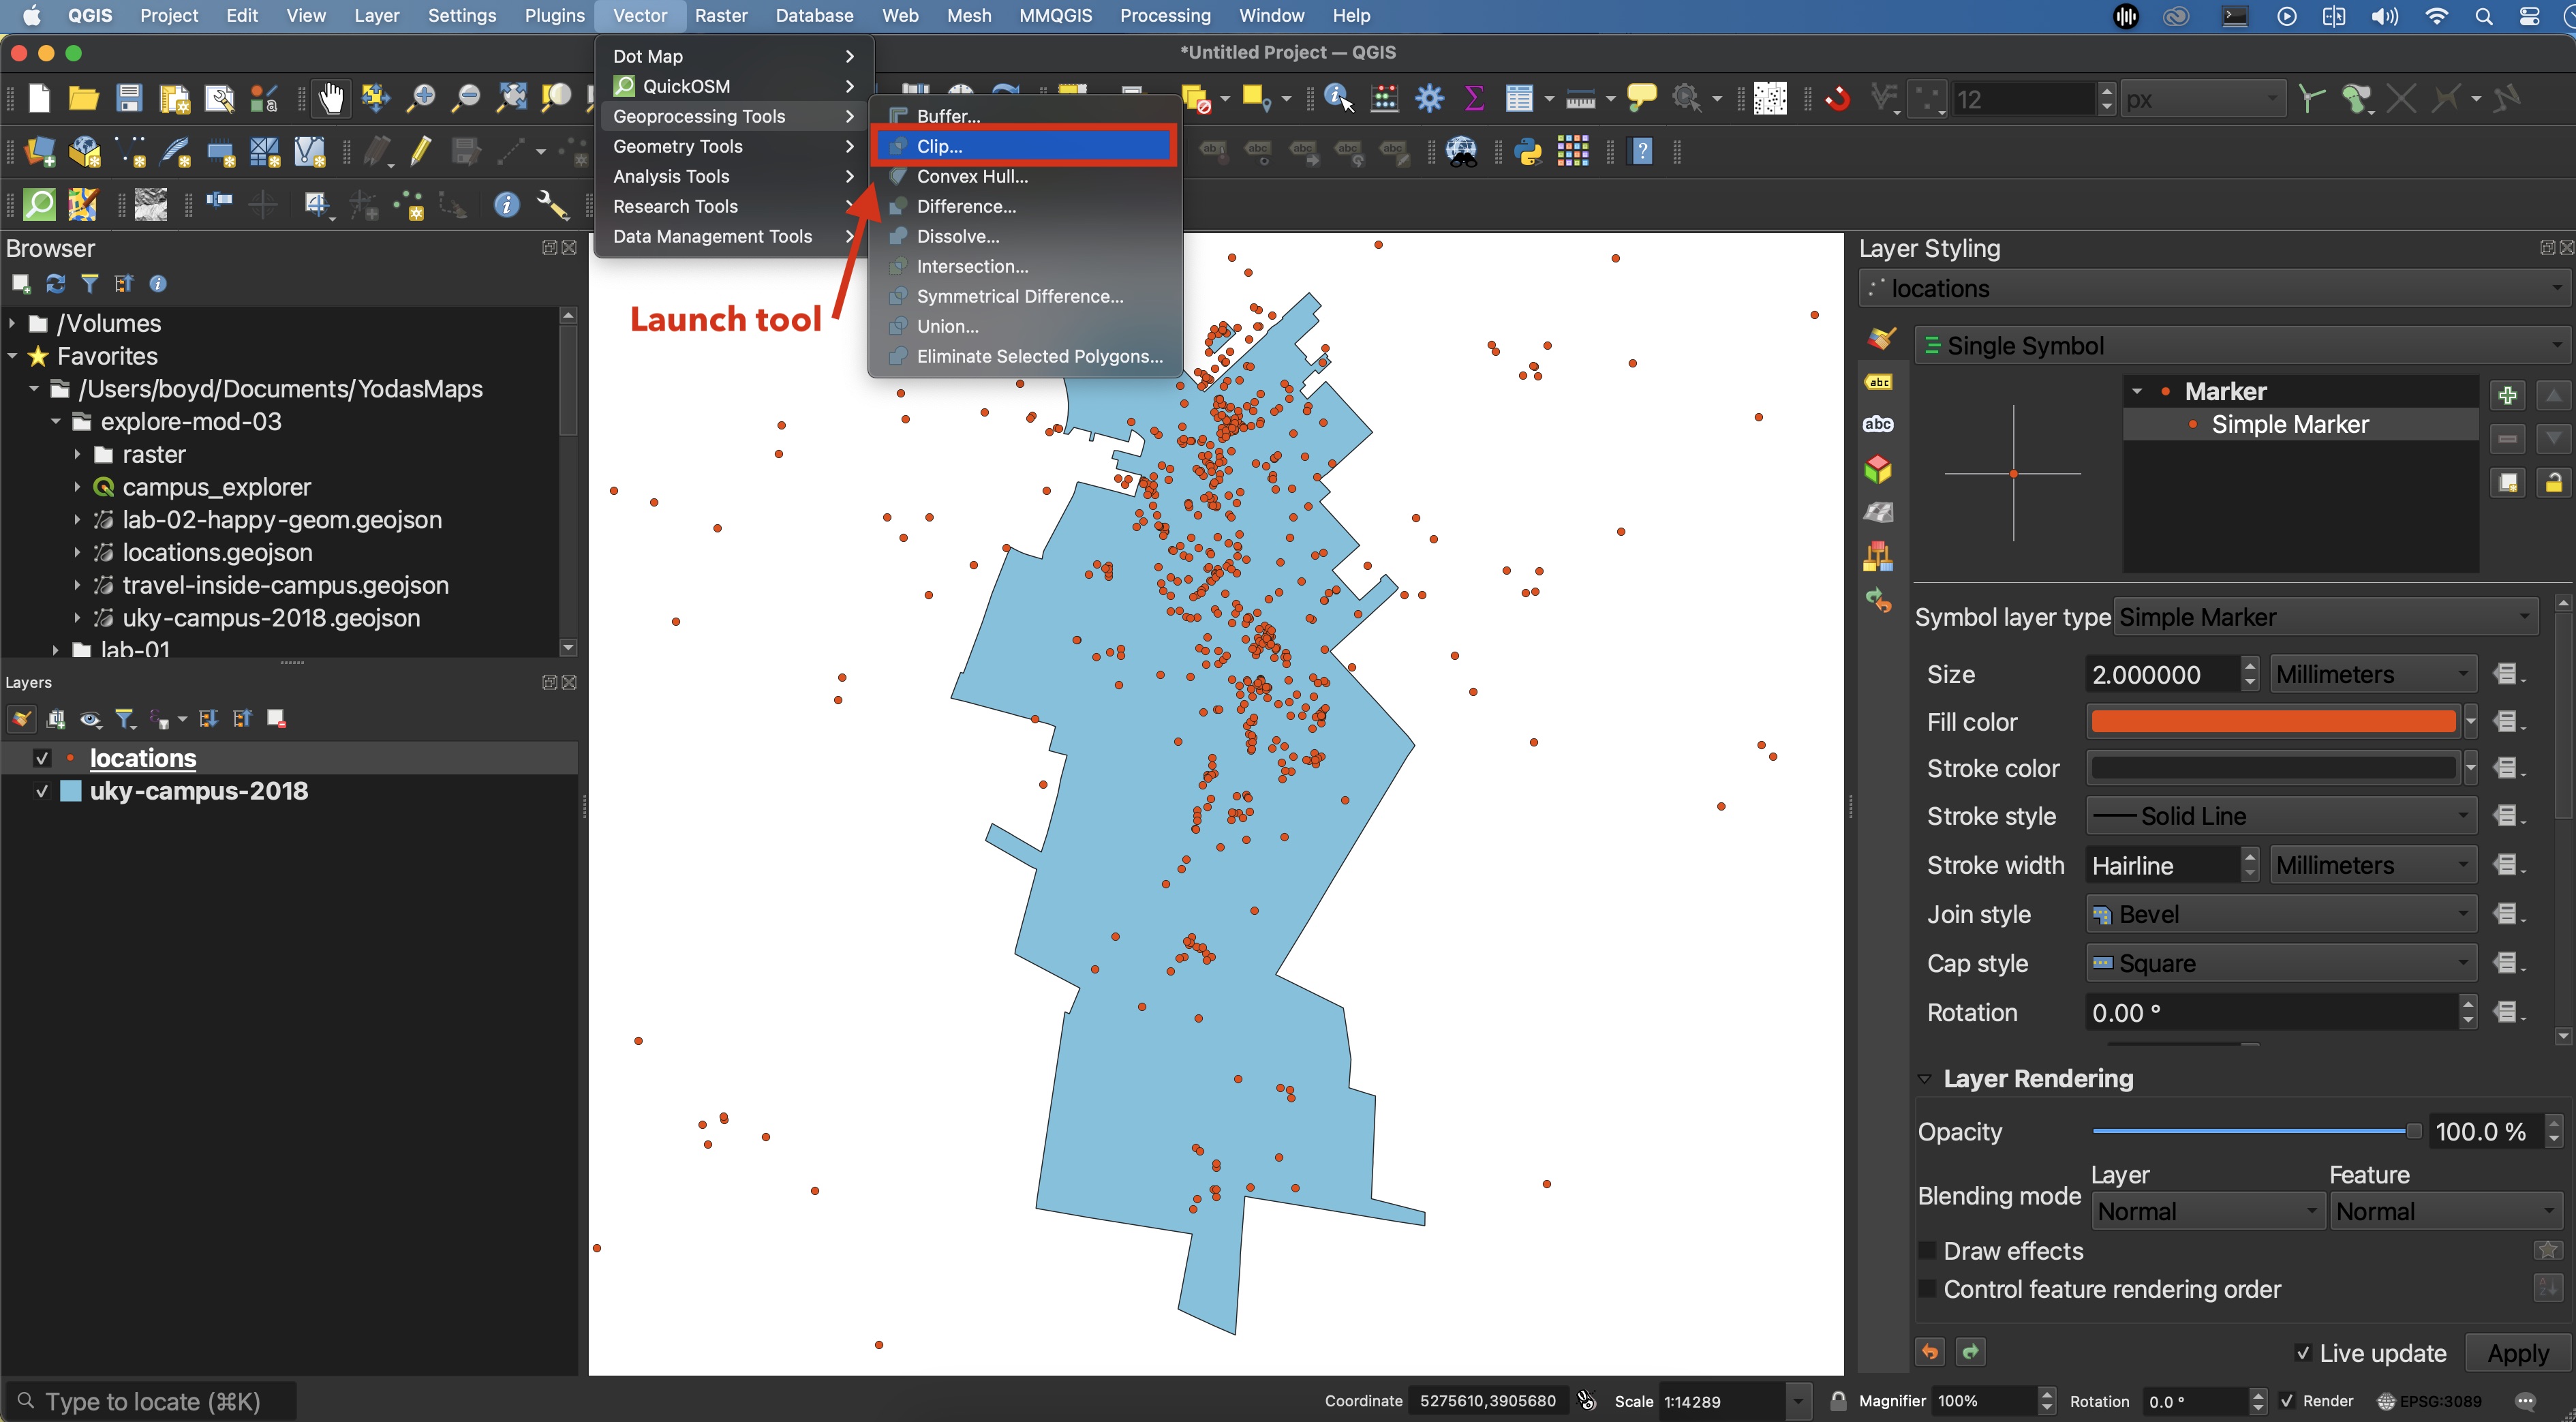 QGIS Project Edit View Layer Settings Plugins Vector Raster Database Web Mesh MMQGIS Processing Window Help
*Untitled Project — QGIS
Dot Map
QuickOSM
Geoprocessing Tools
Geometry Tools
Analysis Tools
Research Tools
Data Management Tools
Buffer...
Clip...
Convex Hull...
Difference...
Dissolve...
Intersection...
Symmetrical Difference...
Union...
Eliminate Selected Polygons...
12 px
Launch tool
Browser
/Volumes
Favorites
/Users/boyd/Documents/YodasMaps
explore-mod-03
raster
campus_explorer
lab-02-happy-geom.geojson
locations.geojson
travel-inside-campus.geojson
uky-campus-2018.geojson
lab-01
Layers
locations
uky-campus-2018
Layer Styling
locations
Single Symbol
Marker
Simple Marker
Symbol layer type Simple Marker
Size 2.000000 Millimeters
Fill color
Stroke color
Stroke style Solid Line
Stroke width Hairline Millimeters
Join style Bevel
Cap style Square
Rotation 0.00 °
Layer Rendering
Opacity 100.0 %
Layer Feature
Blending mode Normal Normal
Draw effects
Control feature rendering order
Live update Apply
Type to locate (⌘K) Coordinate 5275610,3905680 Scale 1:14289 Magnifier 100% Rotation 0.0 ° Render EPSG:3089